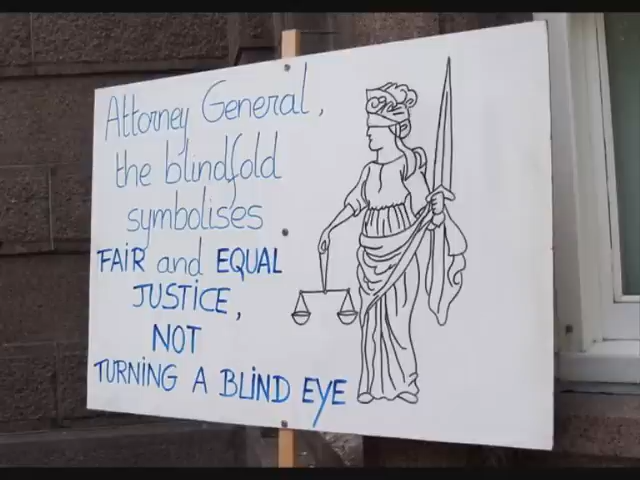 Attorney General,
the blindfold
symbolises
FAIR and EQUAL
JUSTICE,
NOT
TURNING A BLIND EYE